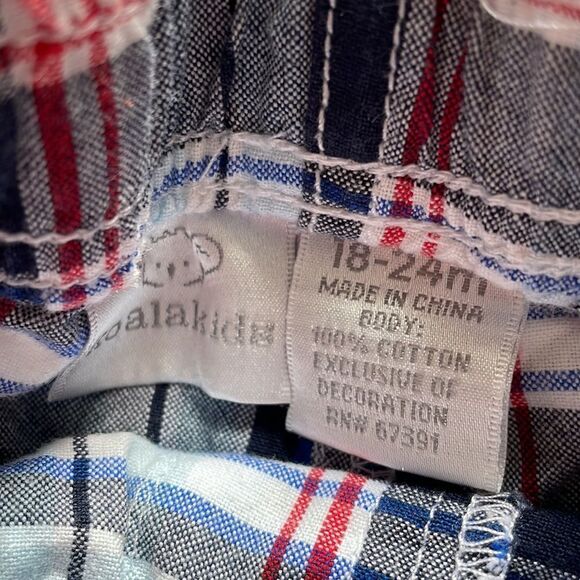 koalakids
18-24m
MADE IN CHINA
BODY:
100% COTTON
EXCLUSIVE OF
DECORATION
RN# 67391